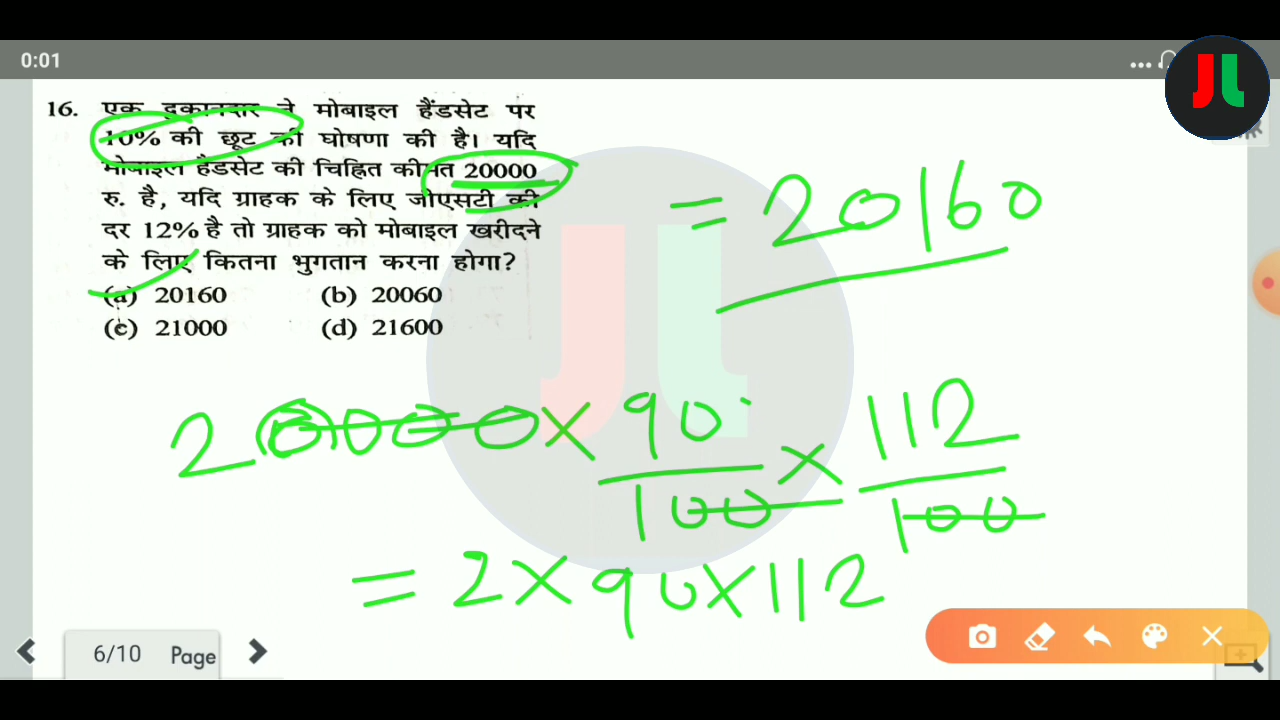 0:01
JL
16. एक दुकानदार ने मोबाइल हैंडसेट पर
10% की छूट की घोषणा की है। यदि
मोबाइल हैंडसेट की चिह्नित कीमत 20000
रु. है, यदि ग्राहक के लिए जीएसटी की
दर 12% है तो ग्राहक को मोबाइल खरीदने
के लिए कितना भुगतान करना होगा?
(a) 20160 (b) 20060
(c) 21000 (d) 21600
= 20160
20000 × 90/100 × 112/100
= 2 × 90 × 112
6/10 Page